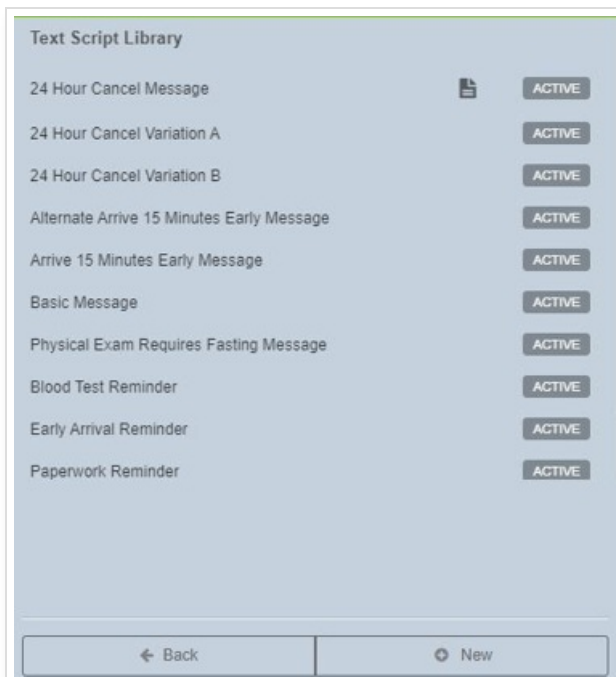 Text Script Library
24 Hour Cancel Message ACTIVE
24 Hour Cancel Variation A ACTIVE
24 Hour Cancel Variation B ACTIVE
Alternate Arrive 15 Minutes Early Message ACTIVE
Arrive 15 Minutes Early Message ACTIVE
Basic Message ACTIVE
Physical Exam Requires Fasting Message ACTIVE
Blood Test Reminder ACTIVE
Early Arrival Reminder ACTIVE
Paperwork Reminder ACTIVE
Back New